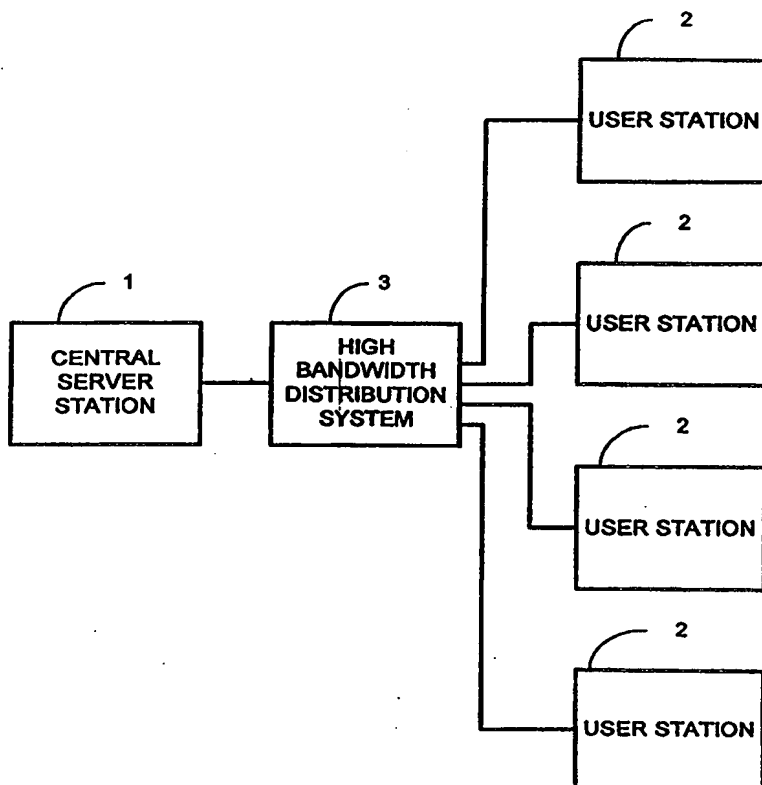 2
USER STATION
2
USER STATION
1
CENTRAL
SERVER
STATION
3
HIGH
BANDWIDTH
DISTRIBUTION
SYSTEM
2
USER STATION
2
USER STATION